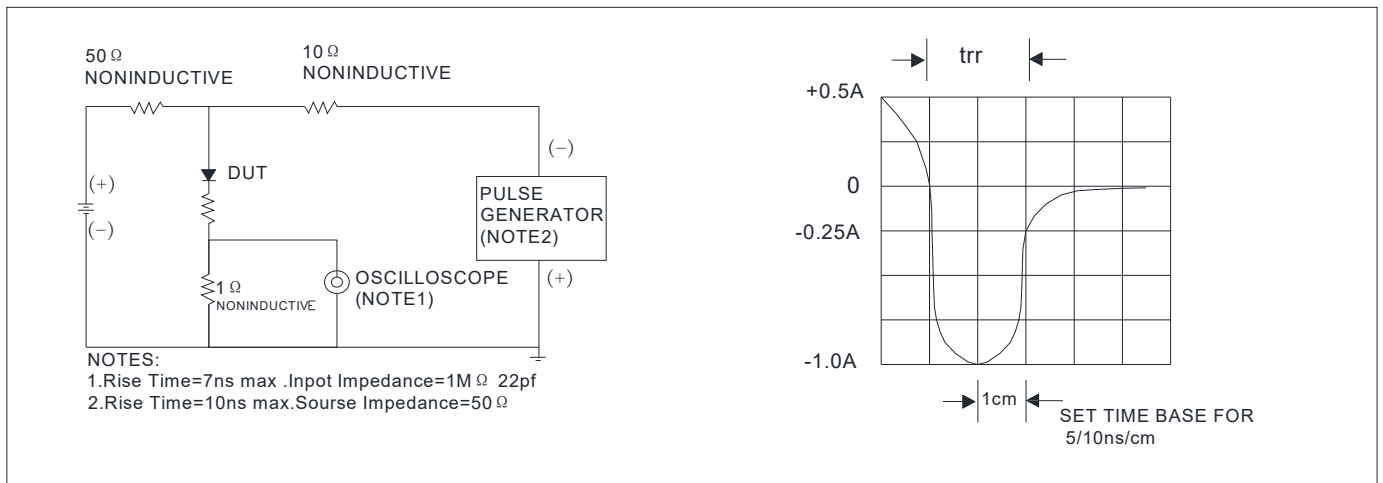 50 Ω
NONINDUCTIVE
10 Ω
NONINDUCTIVE
(+)
(−)
DUT
1 Ω
NONINDUCTIVE
OSCILLOSCOPE
(NOTE1)
(−)
PULSE
GENERATOR
(NOTE2)
(+)
NOTES:
1.Rise Time=7ns max .Inpot Impedance=1M Ω 22pf
2.Rise Time=10ns max.Sourse Impedance=50 Ω
trr
+0.5A
0
-0.25A
-1.0A
1cm
SET TIME BASE FOR
5/10ns/cm